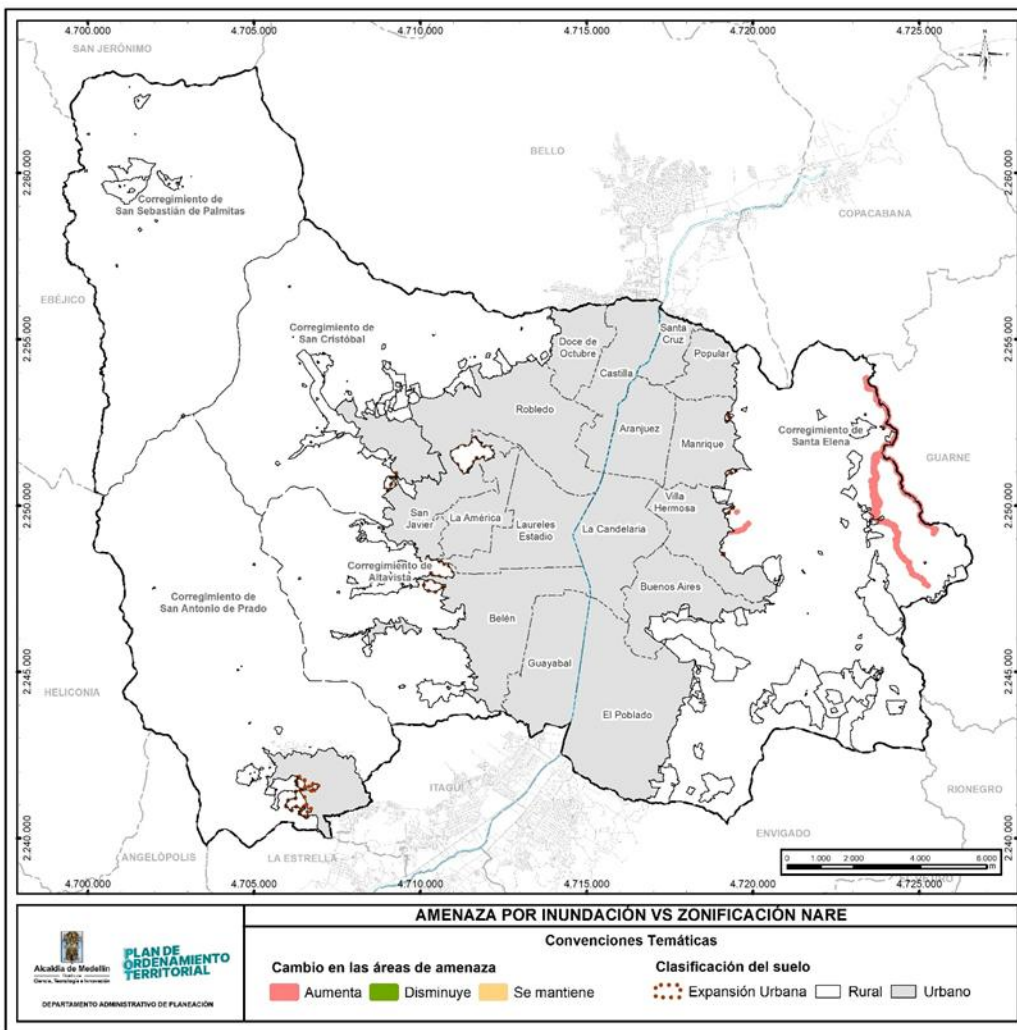 4.700.000
4.705.000
4.710.000
4.715.000
4.720.000
4.725.000
SAN JERÓNIMO
BELLO
2.260.000
2.260.000
Corregimiento de
San Sebastián de Palmitas
COPACABANA
EBÉJICO
Corregimiento de
San Cristóbal
2.255.000
2.255.000
Santa
Cruz
Doce de
Octubre
Popular
Castilla
Robledo
Aranjuez
Manrique
Corregimiento de
Santa Elena
GUARNE
2.250.000
2.250.000
Villa
Hermosa
San
Javier
La América
Laureles
Estadio
La Candelaria
Corregimiento de
Altavista
Buenos Aires
Corregimiento de
San Antonio de Prado
Belén
Guayabal
2.245.000
2.245.000
HELICONIA
El Poblado
ITAGUÍ
RIONEGRO
ENVIGADO
2.240.000
2.240.000
ANGELÓPOLIS
LA ESTRELLA
0 1.000 2.000 4.000 6.000
m
4.700.000
4.705.000
4.710.000
4.715.000
4.720.000
4.725.000
AMENAZA POR INUNDACIÓN VS ZONIFICACIÓN NARE
Convenciones Temáticas
Cambio en las áreas de amenaza
Clasificación del suelo
Aumenta Disminuye Se mantiene
Expansión Urbana Rural Urbano
Alcaldía de Medellín
Ciencia, Tecnología e Innovación
PLAN DE
ORDENAMIENTO
TERRITORIAL
DEPARTAMENTO ADMINISTRATIVO DE PLANEACIÓN